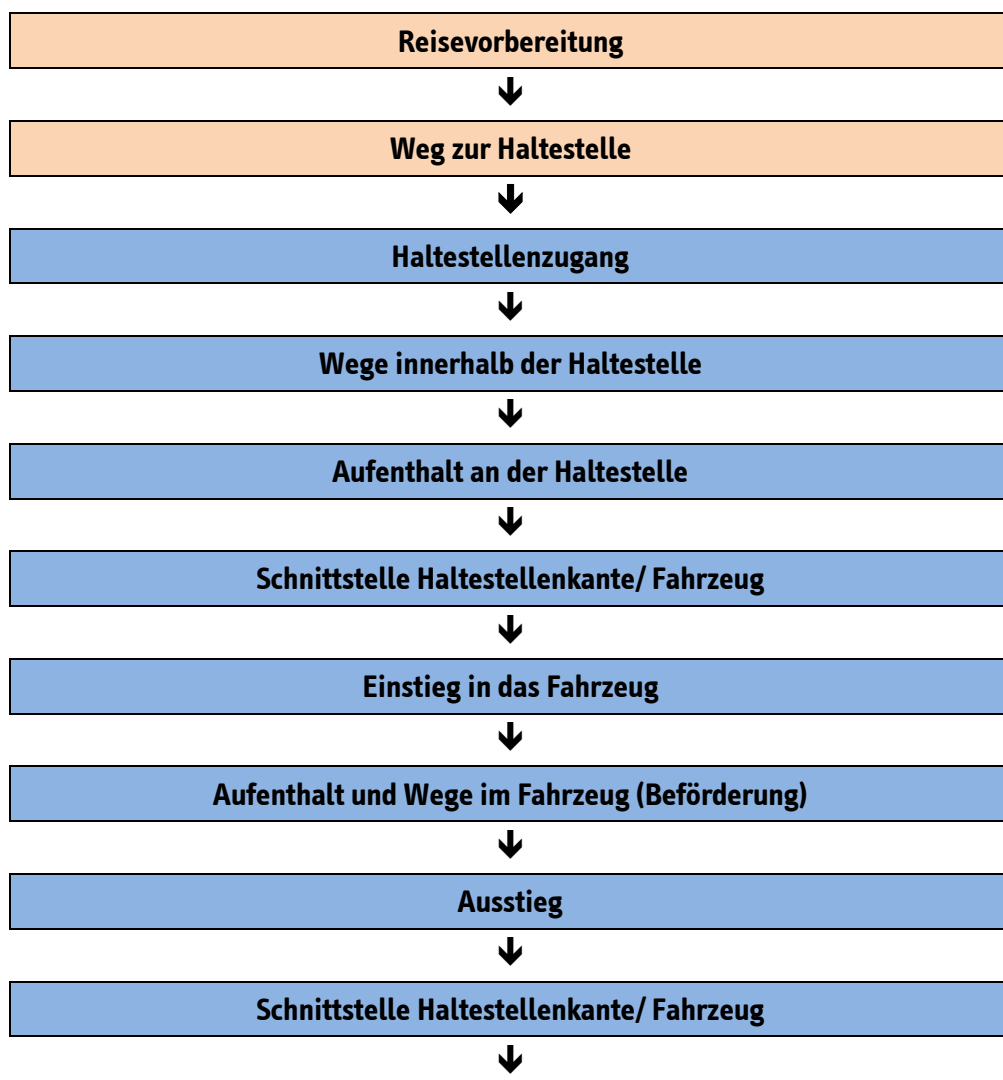 Reisevorbereitung
Weg zur Haltestelle
Haltestellenzugang
Wege innerhalb der Haltestelle
Aufenthalt an der Haltestelle
Schnittstelle Haltestellenkante/ Fahrzeug
Einstieg in das Fahrzeug
Aufenthalt und Wege im Fahrzeug (Beförderung)
Ausstieg
Schnittstelle Haltestellenkante/ Fahrzeug